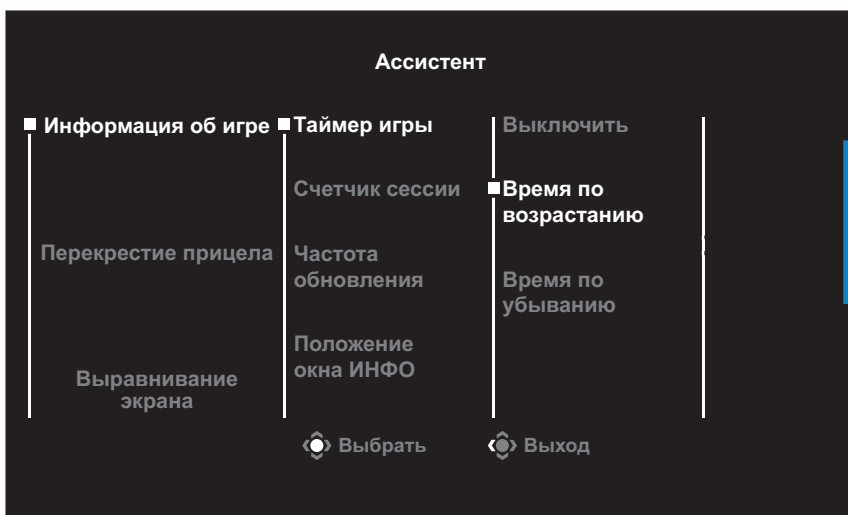 Ассистент
Информация об игре
Таймер игры
Выключить
Счетчик сессии
Время по
возрастанию
Перекрестие прицела
Частота
обновления
Время по
убыванию
Положение
окна ИНФО
Выравнивание
экрана
Выбрать
Выход